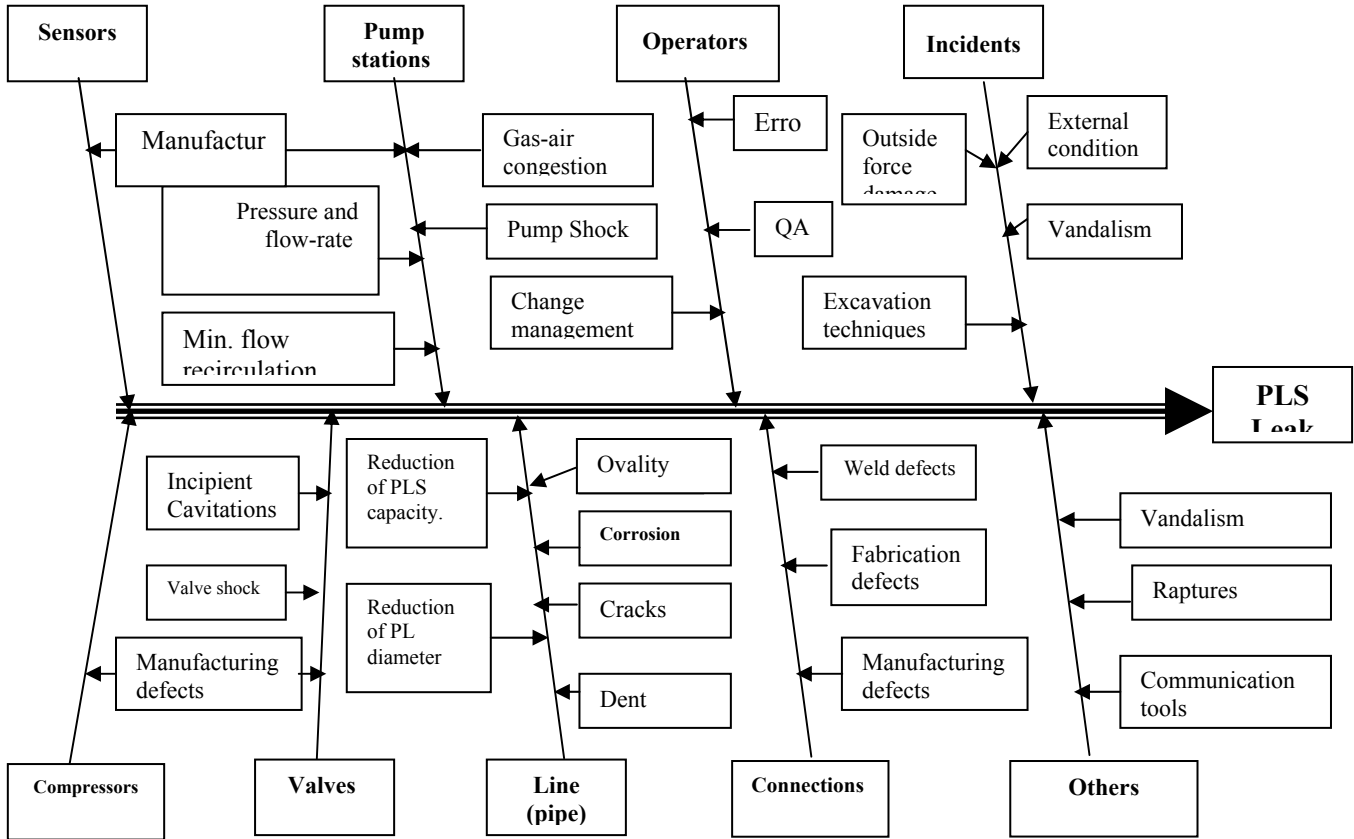 Sensors
Pump
stations
Operators
Incidents
Manufactur
Gas-air
congestion
Erro
Outside
force
damage
External
condition
Pressure and
flow-rate
Pump Shock
QA
Vandalism
Min. flow
recirculation
Change
management
Excavation
techniques
PLS
Leak
Incipient
Cavitations
Reduction
of PLS
capacity.
Ovality
Weld defects
Vandalism
Corrosion
Fabrication
defects
Valve shock
Reduction
of PL
diameter
Cracks
Raptures
Manufacturing
defects
Dent
Manufacturing
defects
Communication
tools
Compressors
Valves
Line
(pipe)
Connections
Others